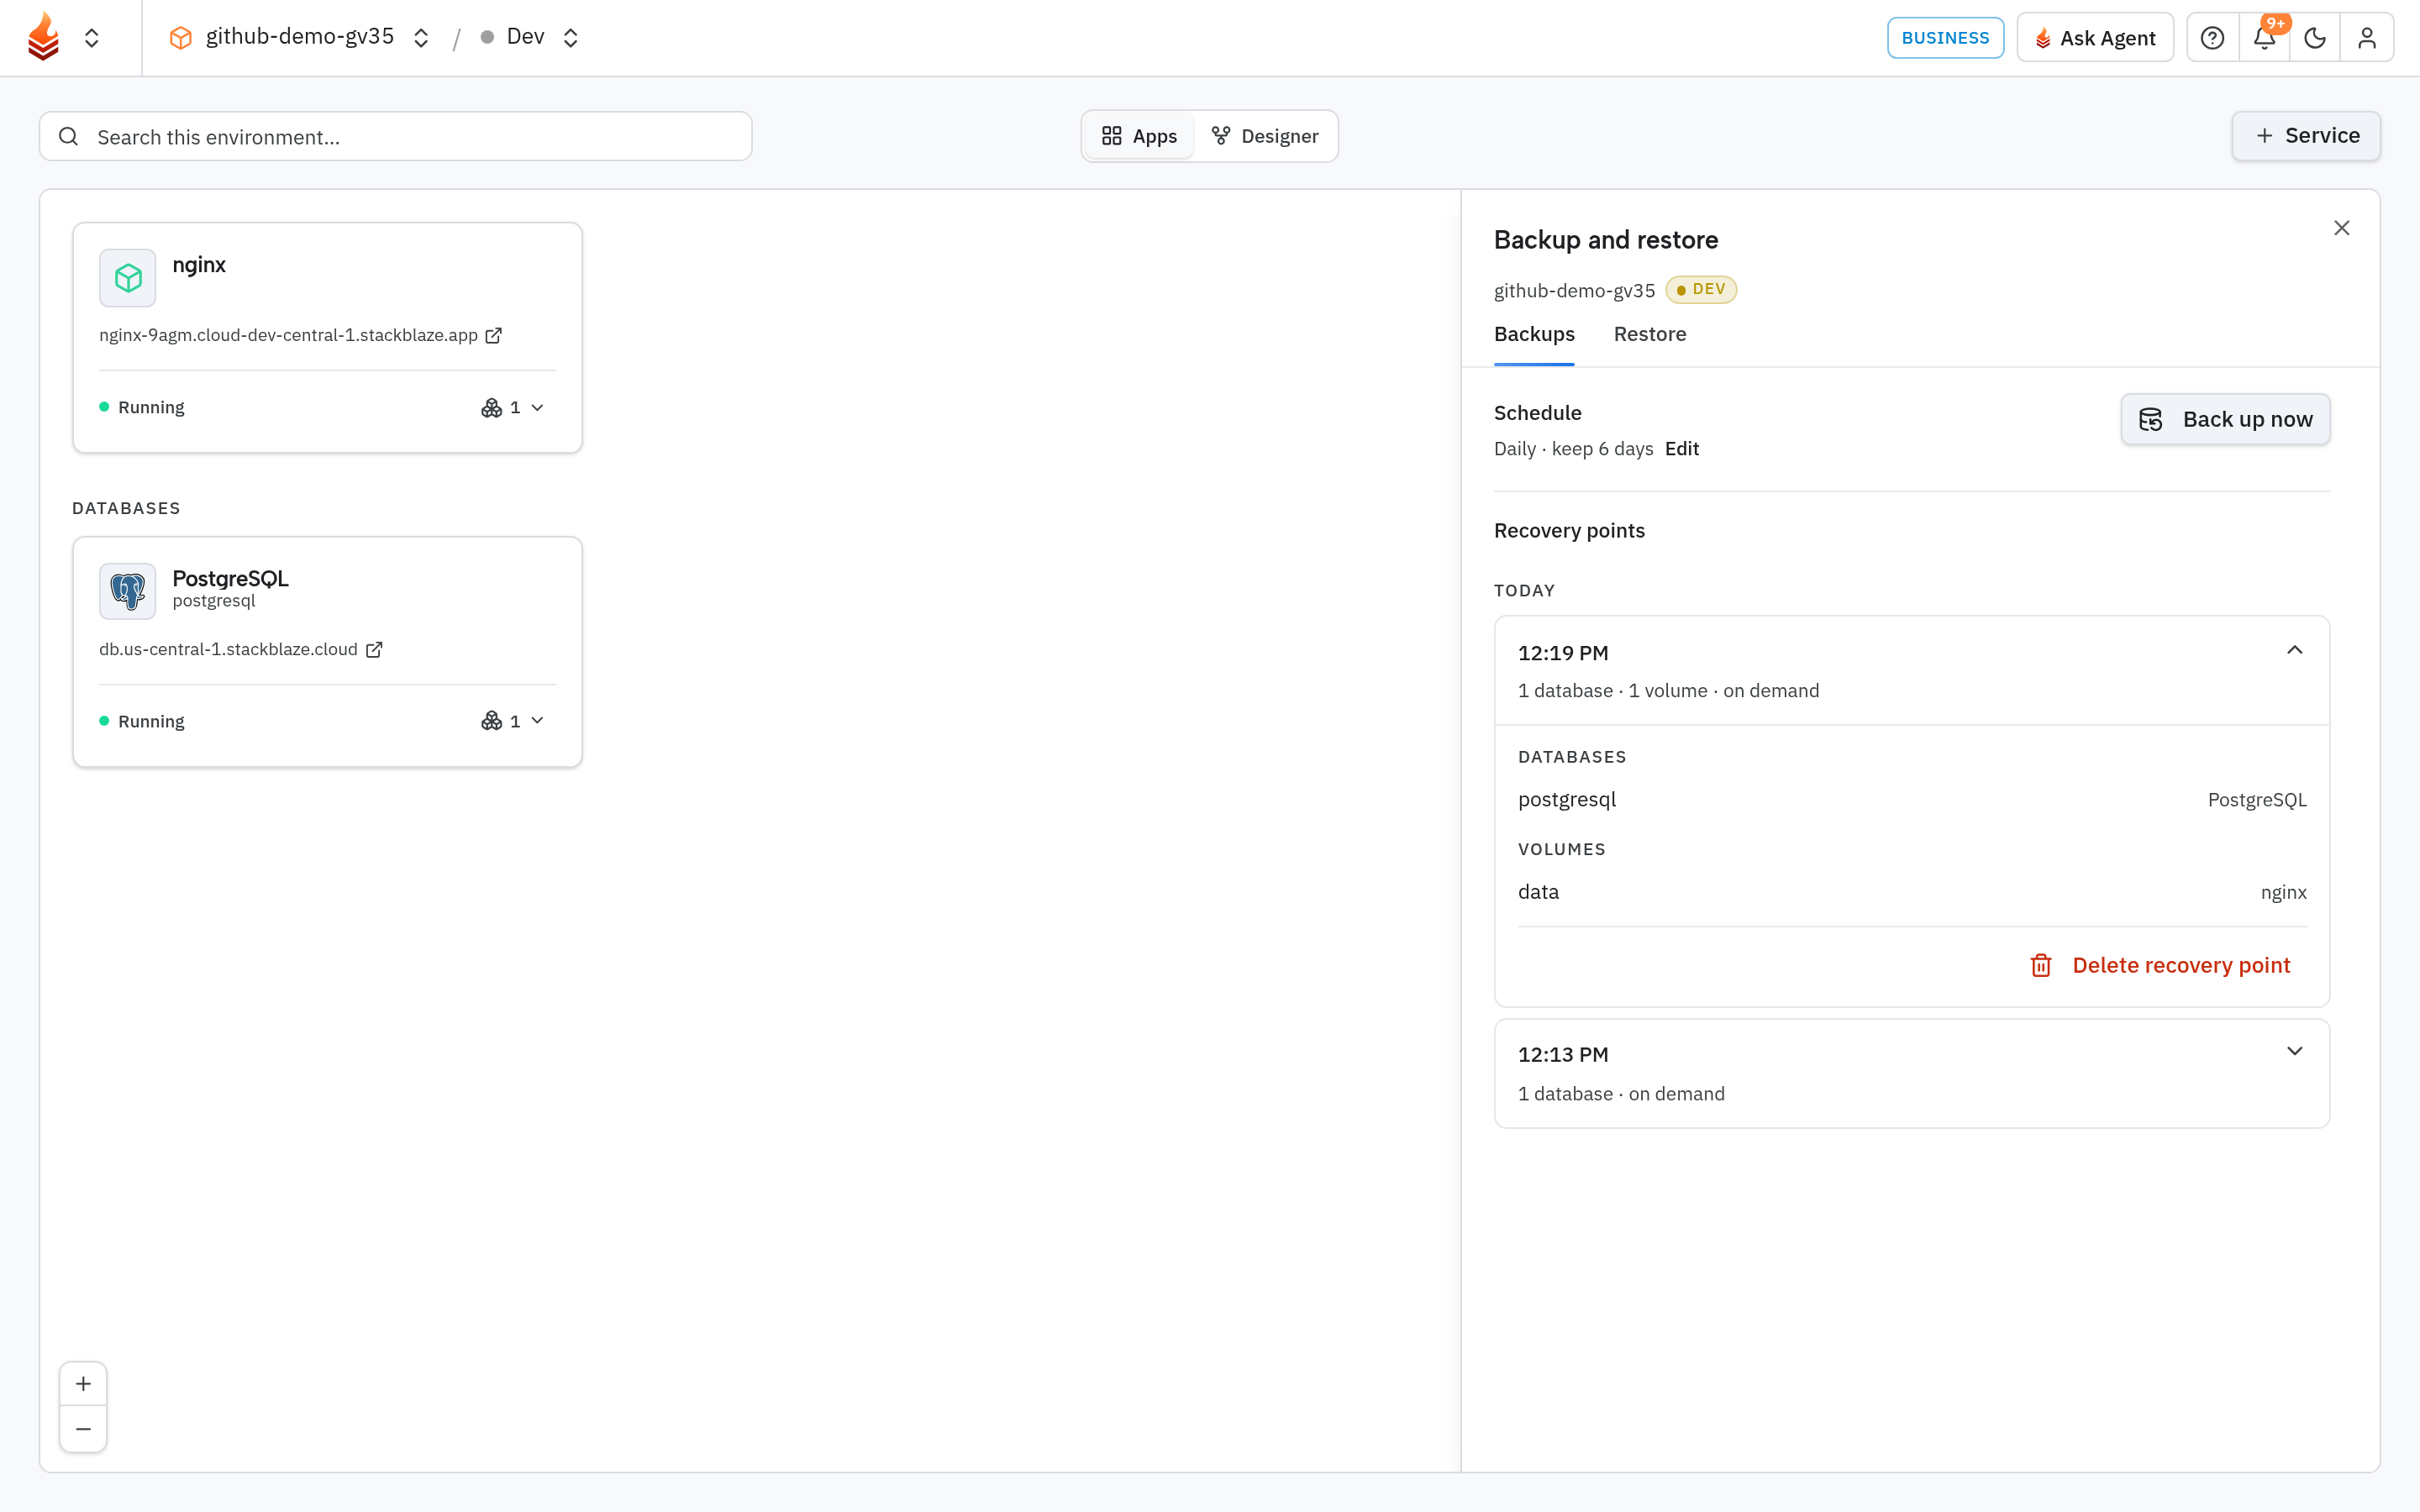 github-demo-gv35 / Dev
BUSINESS
Ask Agent
9+
Search this environment...
Apps
Designer
+ Service
nginx
nginx-9agm.cloud-dev-central-1.stackblaze.app
Running
1
DATABASES
PostgreSQL
postgresql
db.us-central-1.stackblaze.cloud
Running
1
+
−
Backup and restore
github-demo-gv35 DEV
Backups
Restore
Schedule
Daily · keep 6 days Edit
Back up now
Recovery points
TODAY
12:19 PM
1 database · 1 volume · on demand
DATABASES
postgresql PostgreSQL
VOLUMES
data nginx
Delete recovery point
12:13 PM
1 database · on demand